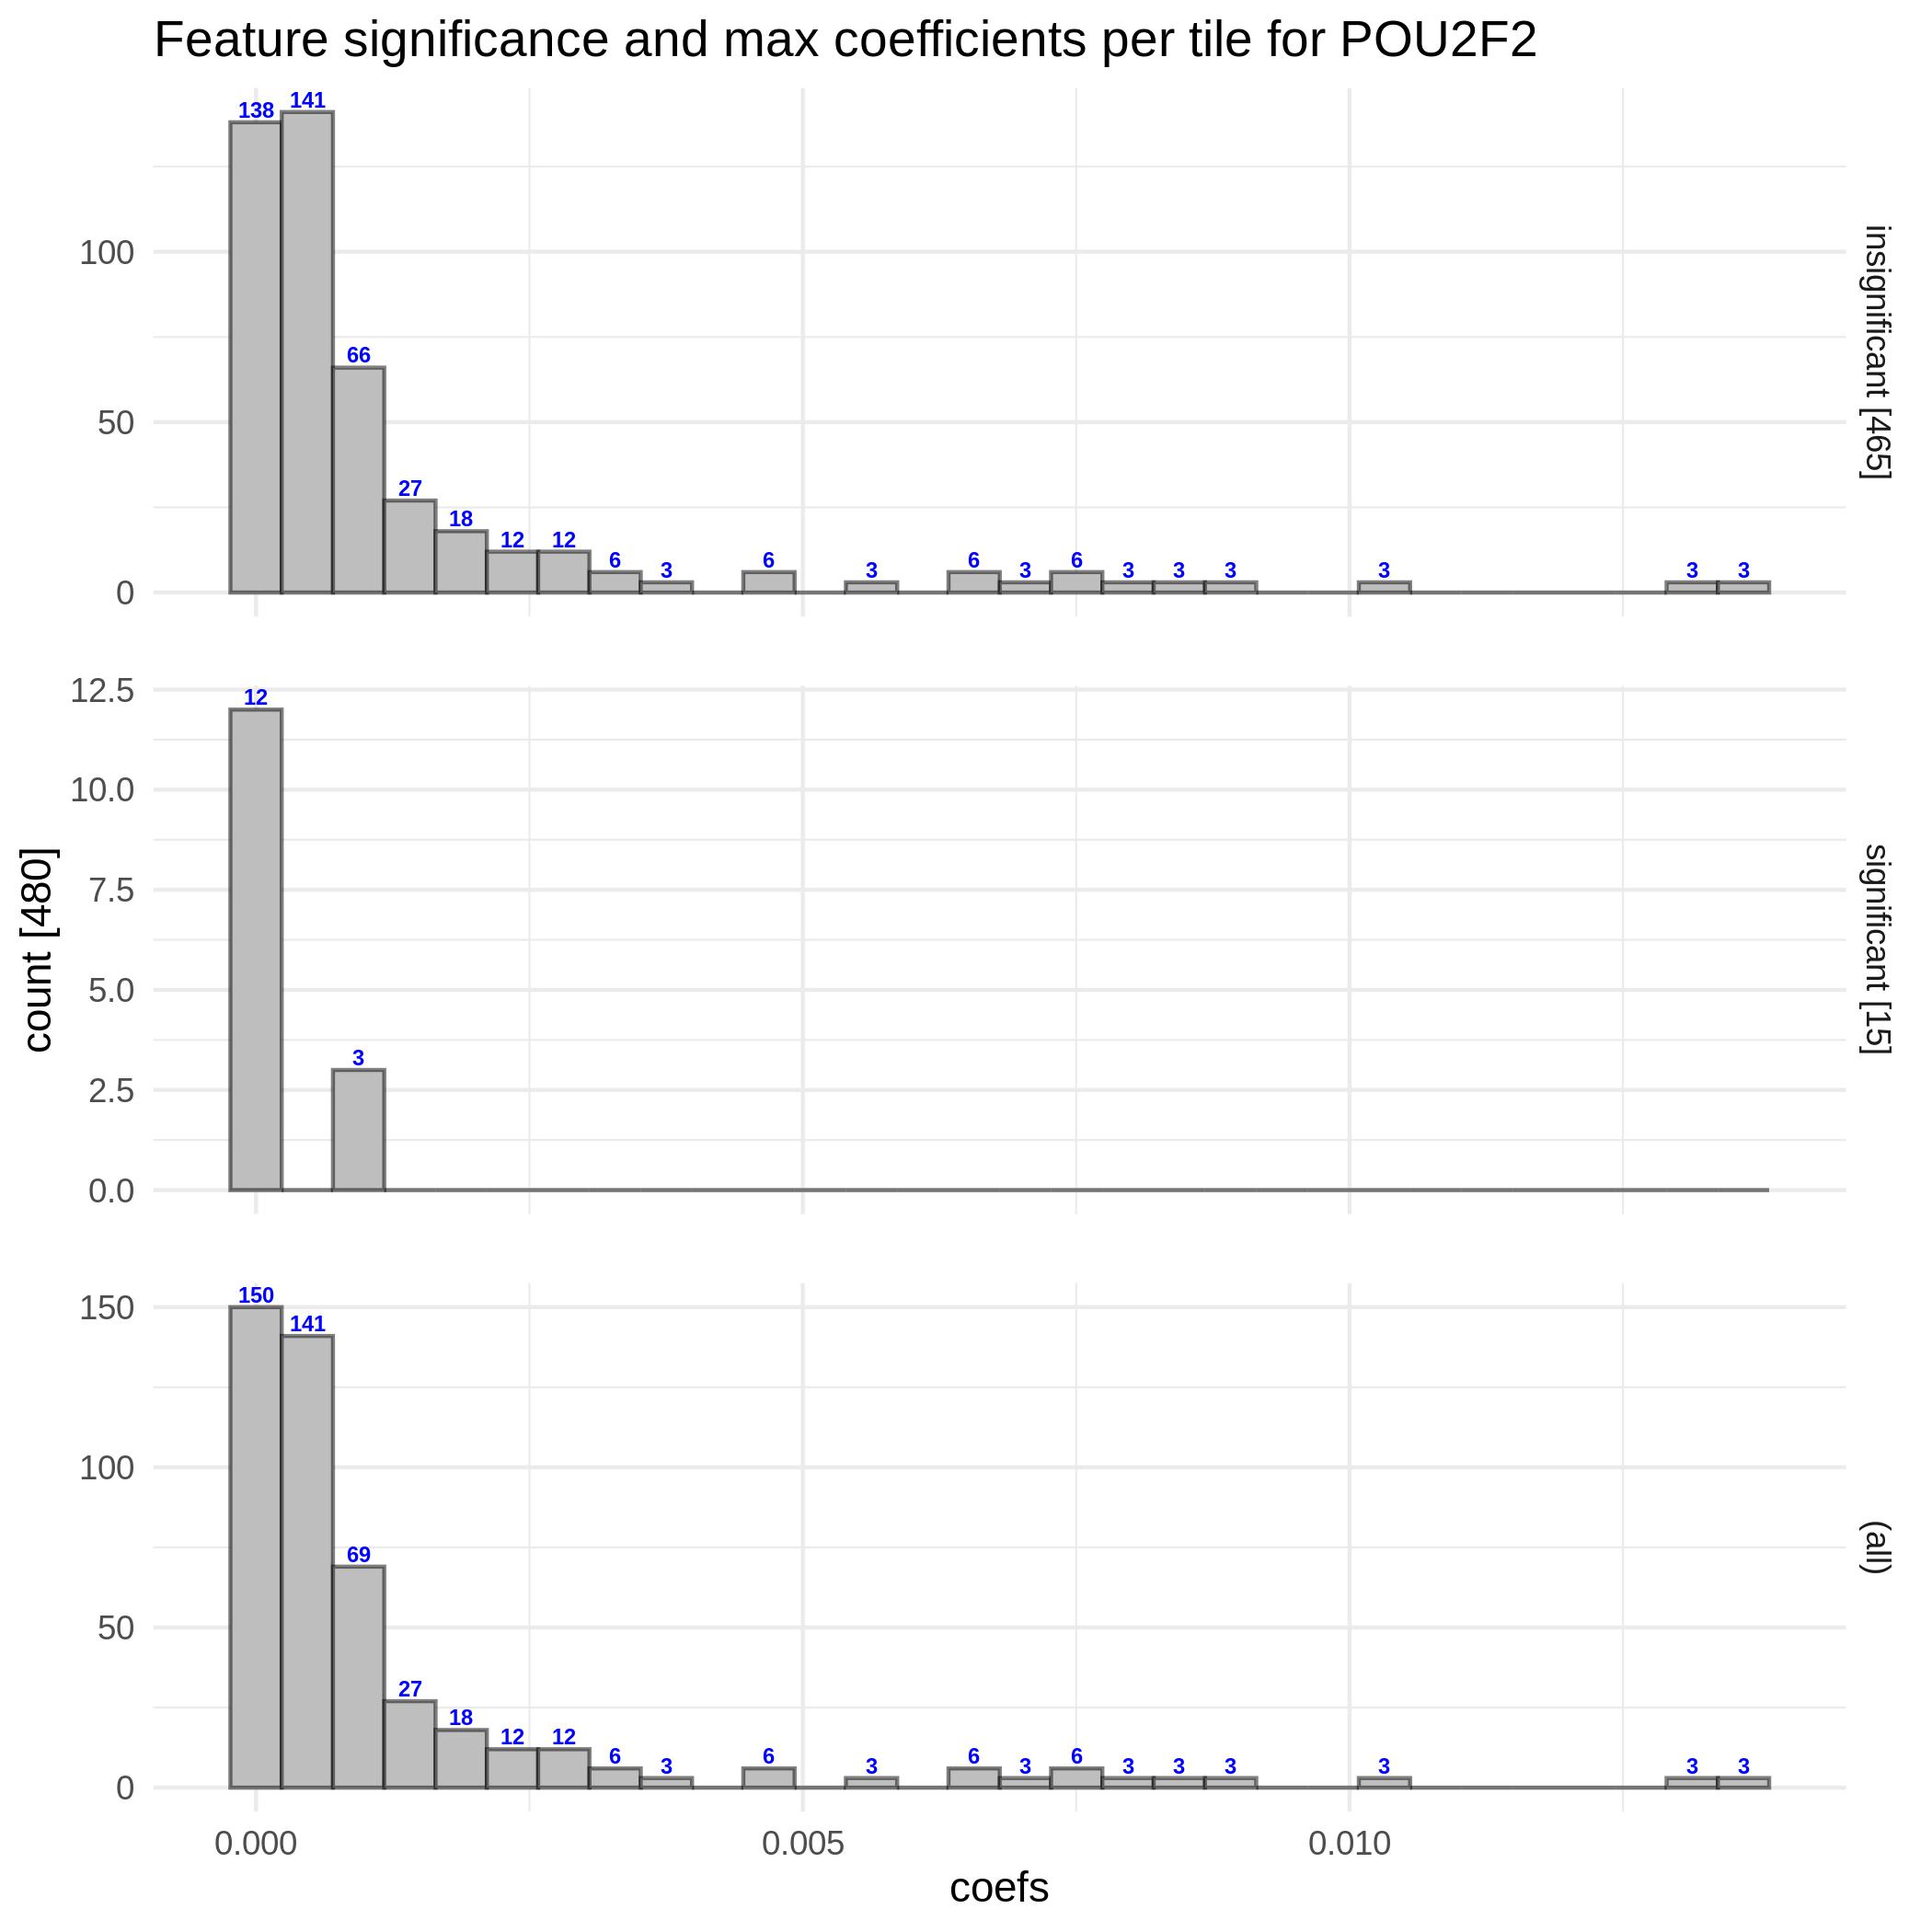 Feature significance and max coefficients per tile for POU2F2
138 141 66 27 18 12 12 6 3 6 3 6 3 6 3 3 3 3 3 3
100
50
0
insignificant [465]
12.5
10.0
7.5
5.0
2.5
0.0
12 3
significant [15]
count [480]
150
100
50
0
150 141 69 27 18 12 12 6 3 6 3 6 3 6 3 3 3 3 3 3
(all)
0.000 0.005 0.010
coefs